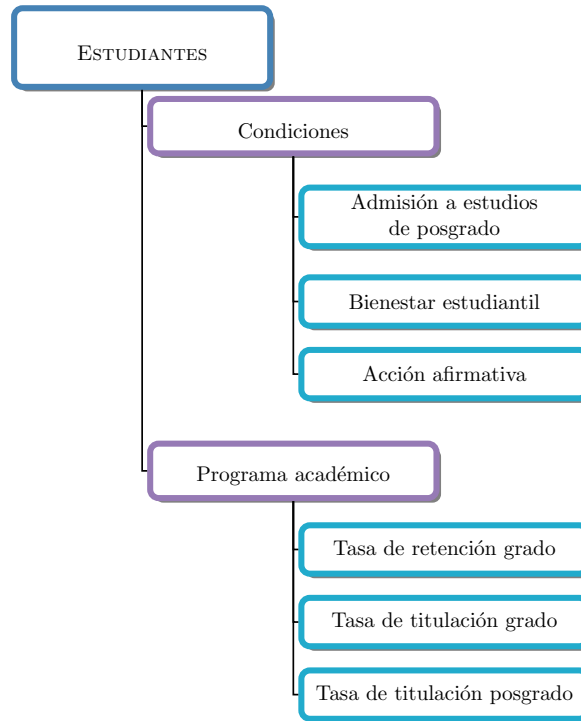 ESTUDIANTES
Condiciones
Admisión a estudios
de posgrado
Bienestar estudiantil
Acción afirmativa
Programa académico
Tasa de retención grado
Tasa de titulación grado
Tasa de titulación posgrado